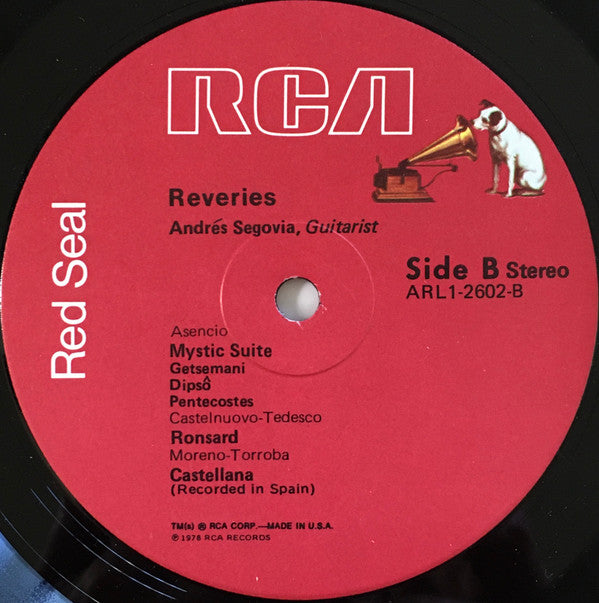 RCA
Red Seal
Reveries
Andrés Segovia, Guitarist
Side B Stereo
ARL1-2602-B
Asencio
Mystic Suite
Getsemani
Dipsô
Pentecostes
Castelnuovo-Tedesco
Ronsard
Moreno-Torroba
Castellana
(Recorded in Spain)
TM(s) ® RCA CORP.—MADE IN U.S.A.
℗ 1978 RCA RECORDS